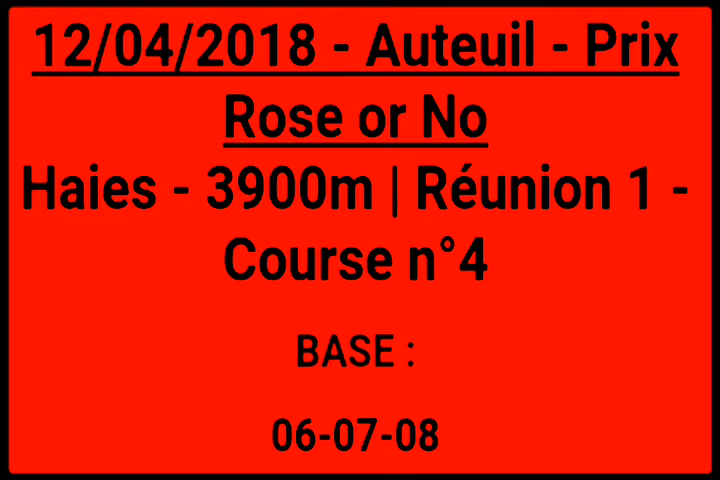 12/04/2018 - Auteuil - Prix
Rose or No
Haies - 3900m | Réunion 1 -
Course n°4
BASE :
06-07-08